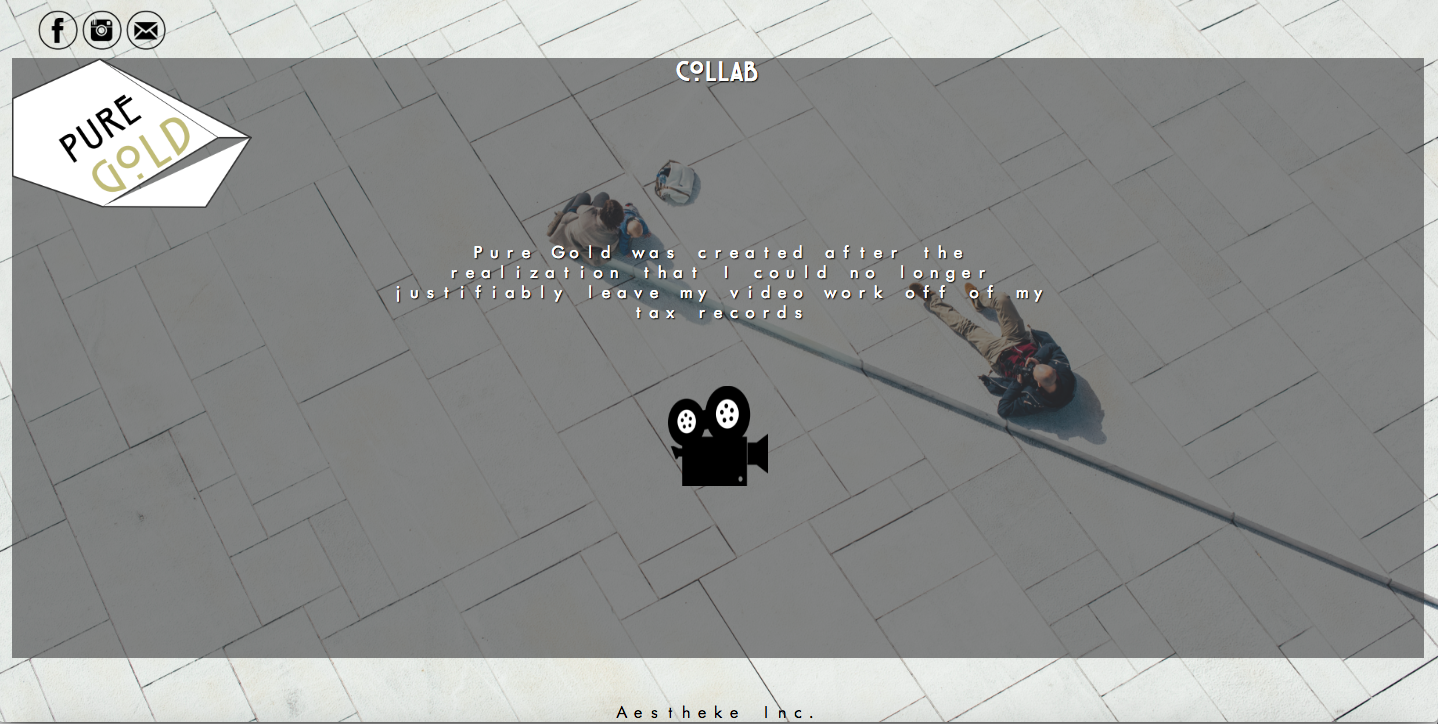 COLLAB
PURE
GOLD
Pure Gold was created after the
realization that I could no longer
justifiably leave my video work off of my
tax records
Aestheke Inc.